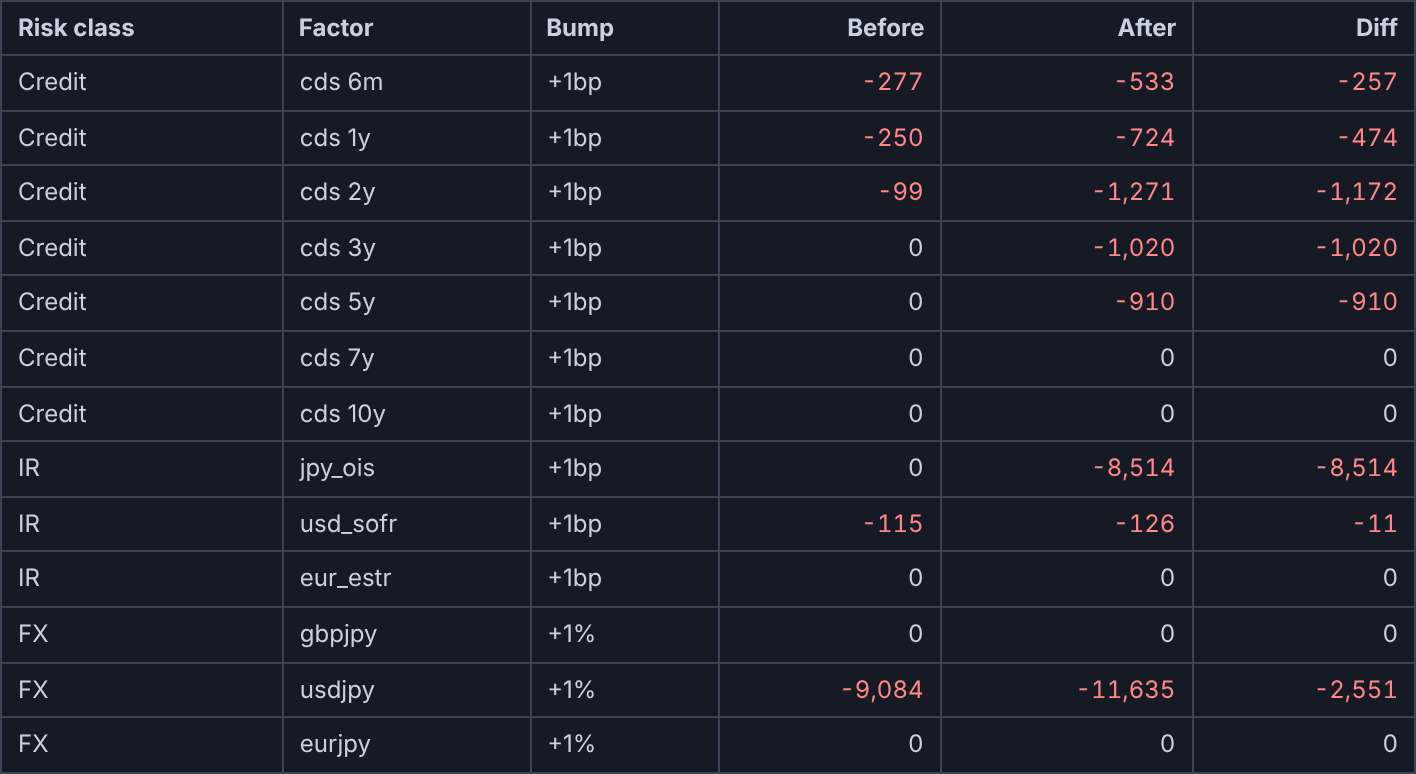 Risk class Factor Bump Before After Diff
Credit cds 6m +1bp -277 -533 -257
Credit cds 1y +1bp -250 -724 -474
Credit cds 2y +1bp -99 -1,271 -1,172
Credit cds 3y +1bp 0 -1,020 -1,020
Credit cds 5y +1bp 0 -910 -910
Credit cds 7y +1bp 0 0 0
Credit cds 10y +1bp 0 0 0
IR jpy_ois +1bp 0 -8,514 -8,514
IR usd_sofr +1bp -115 -126 -11
IR eur_estr +1bp 0 0 0
FX gbpjpy +1% 0 0 0
FX usdjpy +1% -9,084 -11,635 -2,551
FX eurjpy +1% 0 0 0